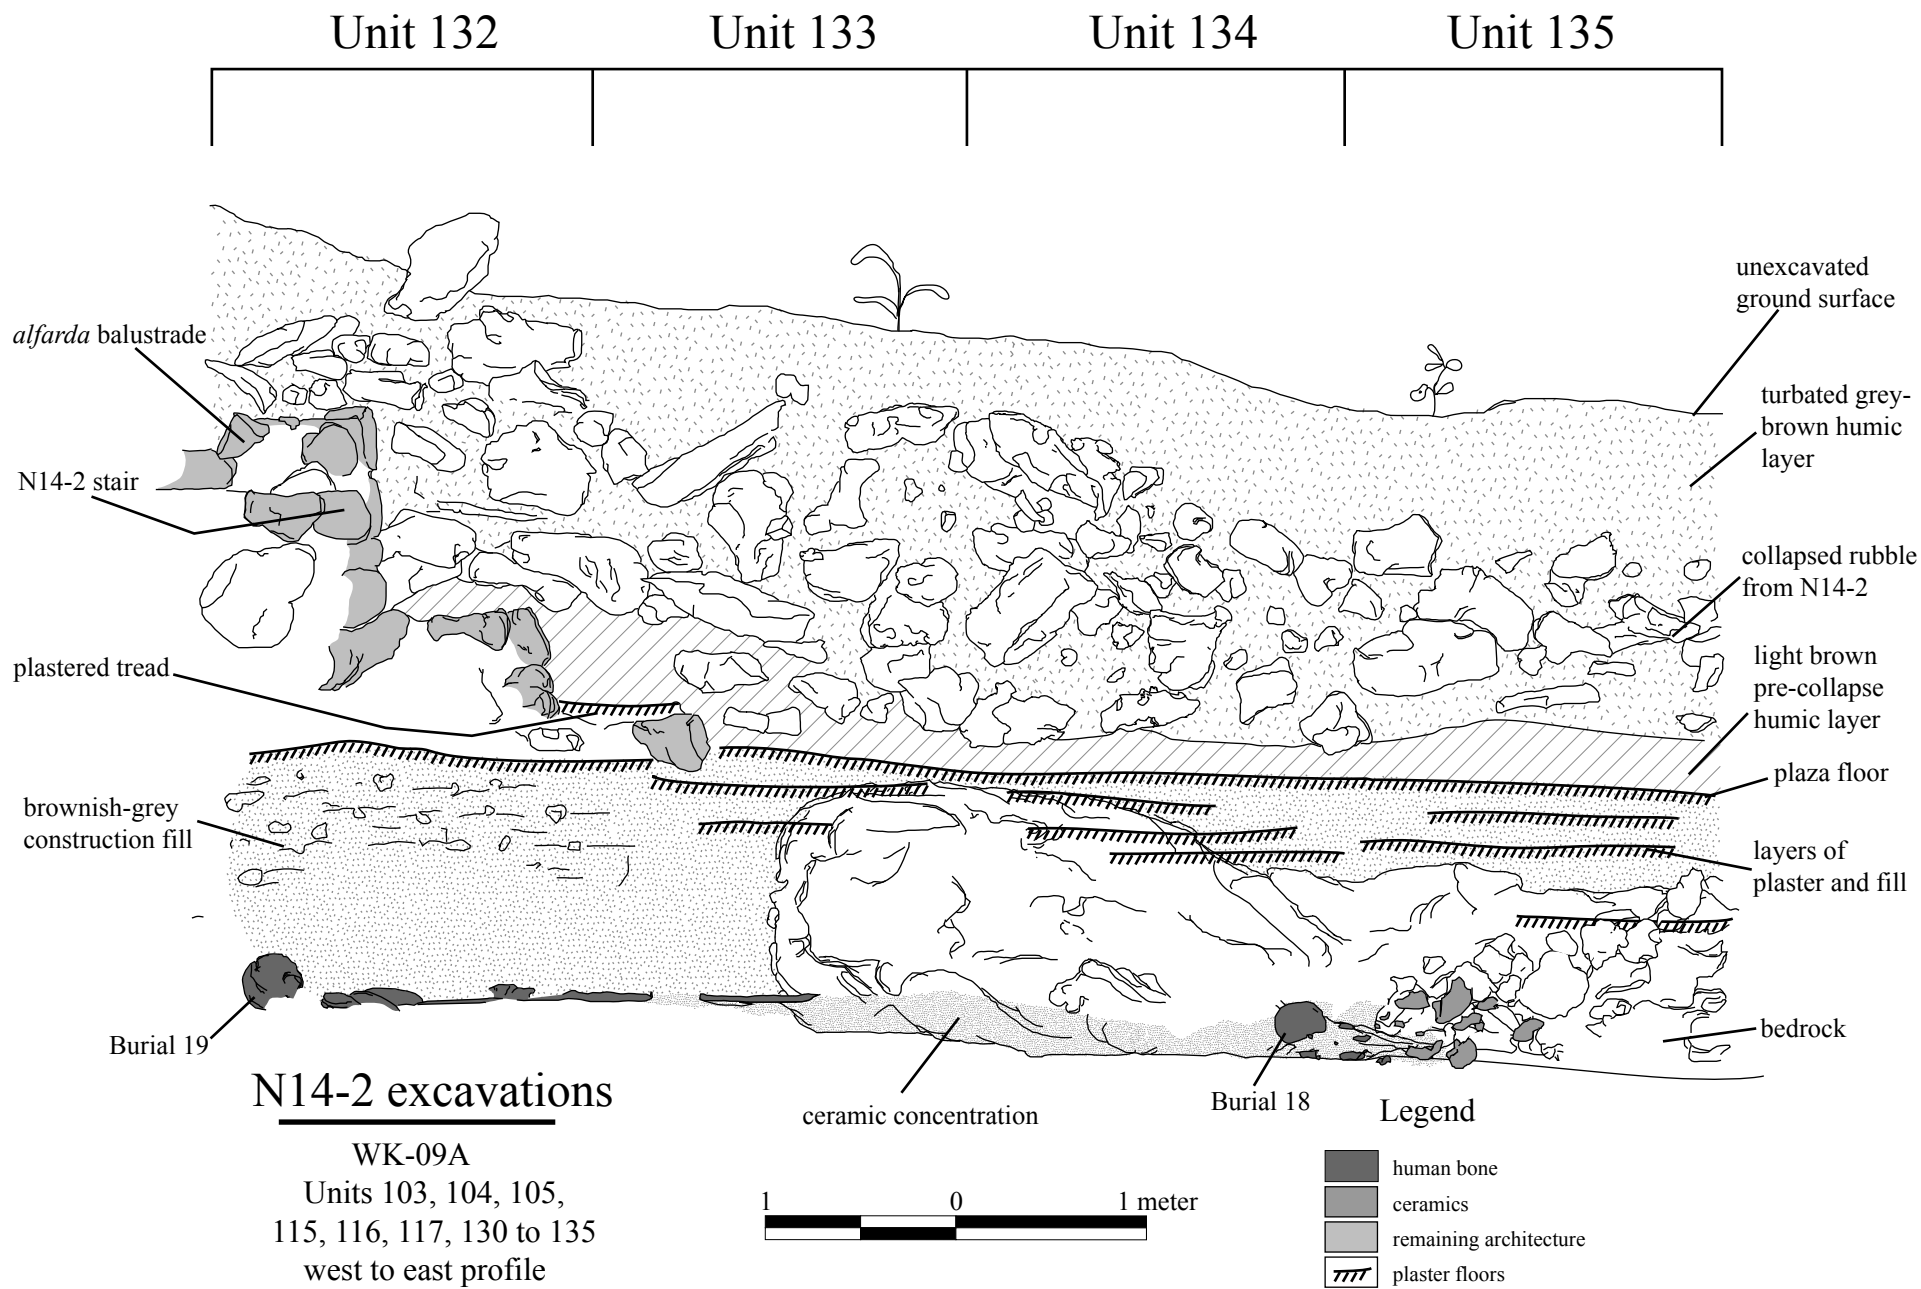 Unit 132 Unit 133 Unit 134 Unit 135
unexcavated
ground surface
alfarda balustrade
turbated grey-
brown humic
layer
N14-2 stair
collapsed rubble
from N14-2
plastered tread
light brown
pre-collapse
humic layer
plaza floor
brownish-grey
construction fill
layers of
plaster and fill
bedrock
Burial 19
ceramic concentration
Burial 18
N14-2 excavations
WK-09A
Units 103, 104, 105,
115, 116, 117, 130 to 135
west to east profile
1 0 1 meter
Legend
human bone
ceramics
remaining architecture
plaster floors